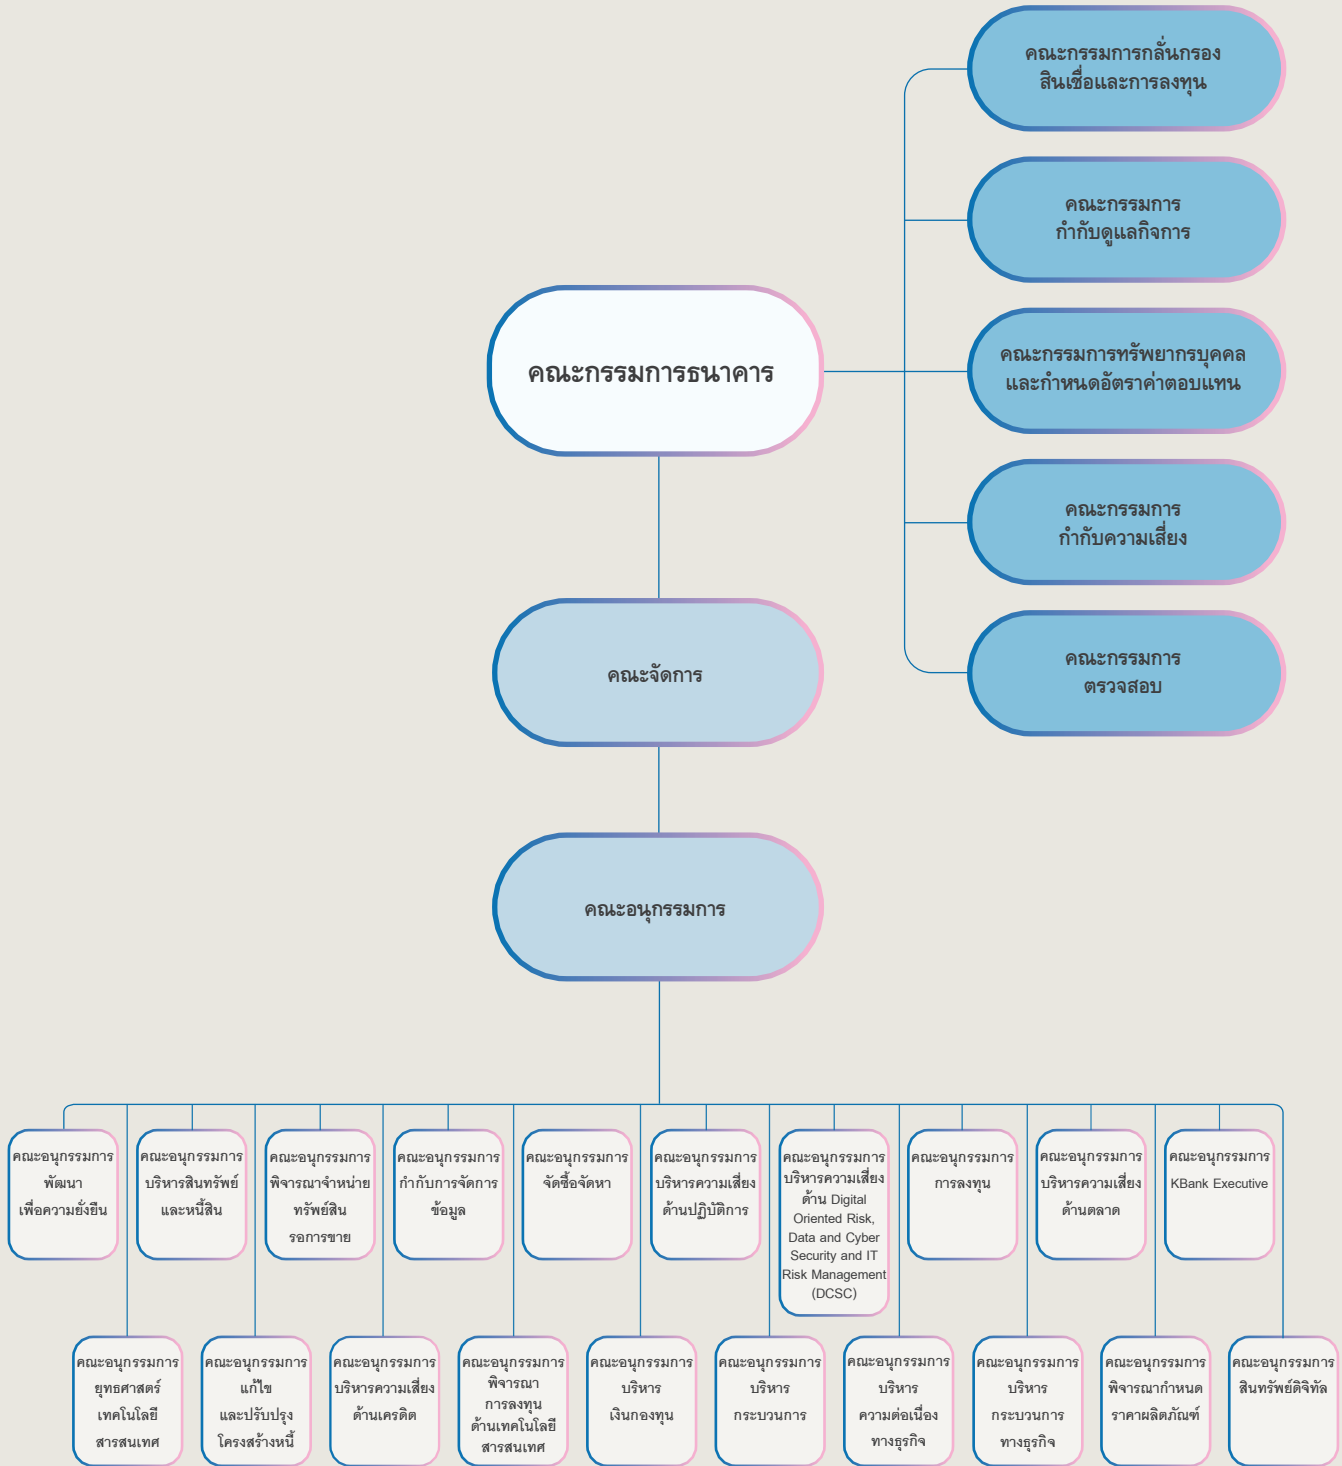 คณะกรรมการกลั่นกรอง
สินเชื่อและการลงทุน
คณะกรรมการ
กำกับดูแลกิจการ
คณะกรรมการธนาคาร
คณะกรรมการทรัพยากรบุคคล
และกำหนดอัตราค่าตอบแทน
คณะกรรมการ
กำกับความเสี่ยง
คณะกรรมการ
ตรวจสอบ
คณะจัดการ
คณะอนุกรรมการ
คณะอนุกรรมการ
พัฒนา
เพื่อความยั่งยืน
คณะอนุกรรมการ
บริหารสินทรัพย์
และหนี้สิน
คณะอนุกรรมการ
พิจารณาจำหน่าย
ทรัพย์สิน
รอการขาย
คณะอนุกรรมการ
กำกับการจัดการ
ข้อมูล
คณะอนุกรรมการ
จัดซื้อจัดหา
คณะอนุกรรมการ
บริหารความเสี่ยง
ด้านปฏิบัติการ
คณะอนุกรรมการ
บริหารความเสี่ยง
ด้าน Digital
Oriented Risk,
Data and Cyber
Security and IT
Risk Management
(DCSC)
คณะอนุกรรมการ
การลงทุน
คณะอนุกรรมการ
บริหารความเสี่ยง
ด้านตลาด
คณะอนุกรรมการ
KBank Executive
คณะอนุกรรมการ
ยุทธศาสตร์
เทคโนโลยี
สารสนเทศ
คณะอนุกรรมการ
แก้ไข
และปรับปรุง
โครงสร้างหนี้
คณะอนุกรรมการ
บริหารความเสี่ยง
ด้านเครดิต
คณะอนุกรรมการ
พิจารณา
การลงทุน
ด้านเทคโนโลยี
สารสนเทศ
คณะอนุกรรมการ
บริหาร
เงินกองทุน
คณะอนุกรรมการ
บริหาร
กระบวนการ
คณะอนุกรรมการ
บริหาร
ความต่อเนื่อง
ทางธุรกิจ
คณะอนุกรรมการ
บริหาร
กระบวนการ
ทางธุรกิจ
คณะอนุกรรมการ
พิจารณากำหนด
ราคาผลิตภัณฑ์
คณะอนุกรรมการ
สินทรัพย์ดิจิทัล